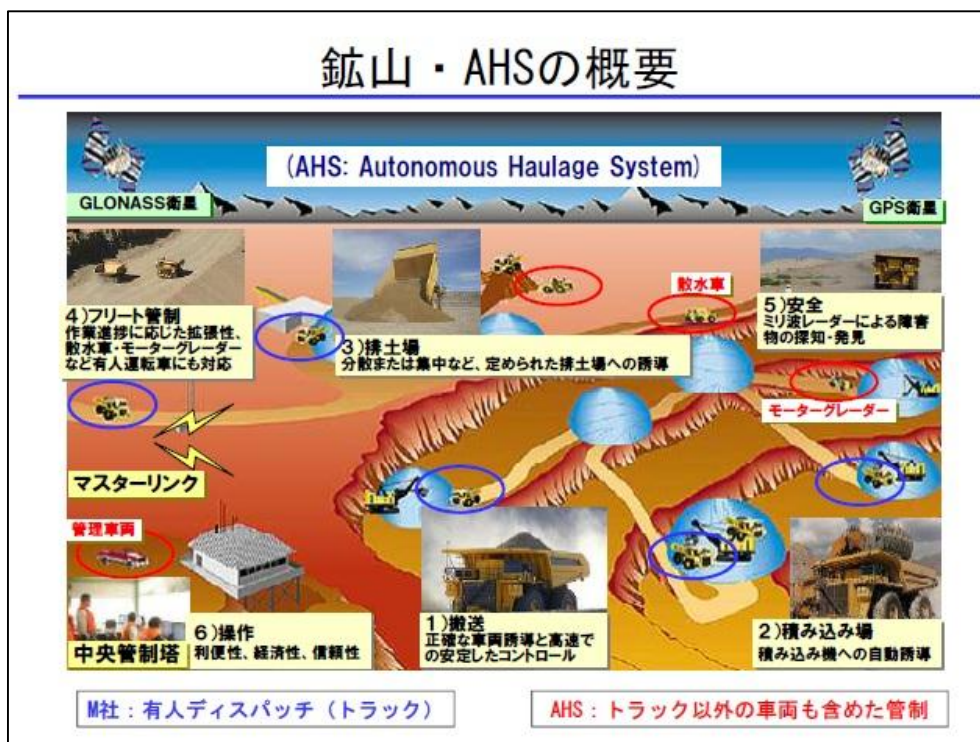 鉱山・AHSの概要
(AHS: Autonomous Haulage System)
GLONASS衛星
GPS衛星
4)フリート管制
作業進捗に応じた拡張性、
散水車・モーターグレーダー
など有人運転車にも対応
3)排土場
分散または集中など、定められた排土場への誘導
散水車
5)安全
ミリ波レーダーによる障害
物の探知・発見
モーターグレーダー
マスターリンク
管理車両
中央管制塔
6)操作
利便性、経済性、信頼性
1)搬送
正確な車両誘導と高速で
の安定したコントロール
2)積み込み場
積み込み機への自動誘導
M社：有人ディスパッチ（トラック）
AHS：トラック以外の車両も含めた管制